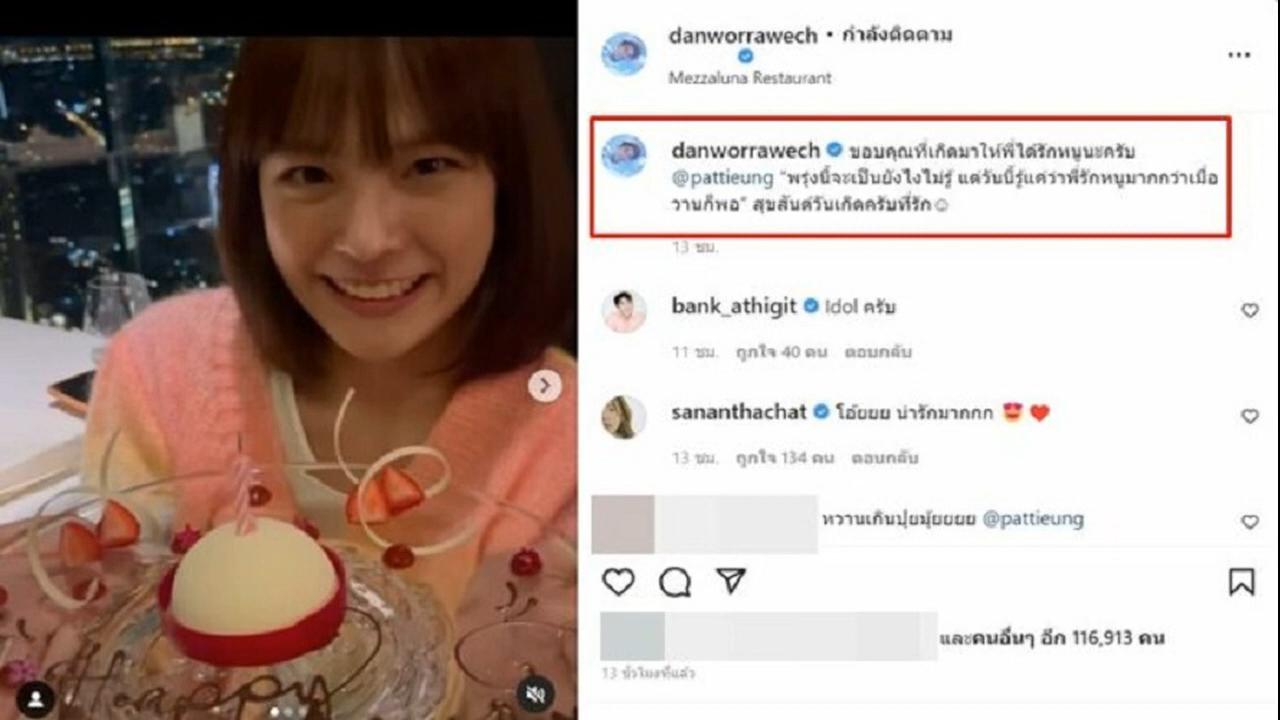 danworrawech • กำลังติดตาม
Mezzaluna Restaurant
danworrawech ขอบคุณที่เกิดมาให้พี่ได้รักหนูนะครับ
@pattieung "พรุ่งนี้จะเป็นยังไงไม่รู้ แต่วันนี้รู้แค่ว่าพี่รักหนูมากกว่าเมื่อ
วานก็พอ" สุขสันต์วันเกิดครับที่รัก☺
13 ชม.
bank_athigit Idol ครับ
11 ชม. ถูกใจ 40 คน ตอบกลับ
sananthachat โอ้ยยย น่ารักมากกก 😍❤️
13 ชม. ถูกใจ 134 คน ตอบกลับ
หวานเกินปุยมุ้ยยยย @pattieung
และคนอื่นๆ อีก 116,913 คน
13 ชั่วโมงที่แล้ว
Happy